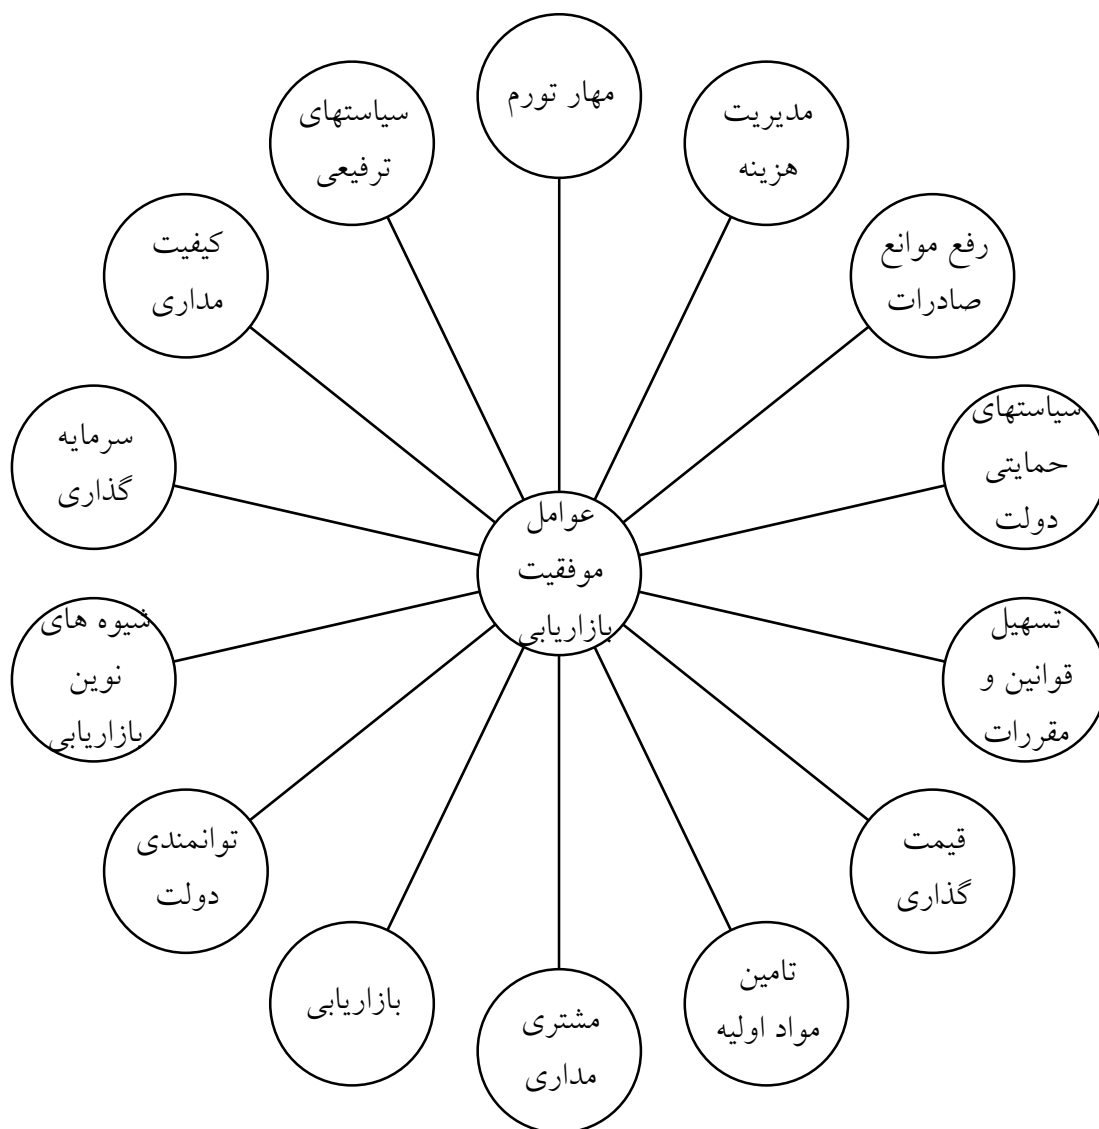 مهار تورم
مدیریت
هزینه
رفع موانع
صادرات
سیاستهای
حمایتی
دولت
تسهیل
قوانین و
مقررات
قیمت
گذاری
تامین
مواد اولیه
مشتری
مداری
بازاریابی
توانمندی
دولت
شیوه های
نوین
بازاریابی
سرمایه
گذاری
کیفیت
مداری
سیاستهای
ترفیعی
عوامل
موفقیت
بازاریابی